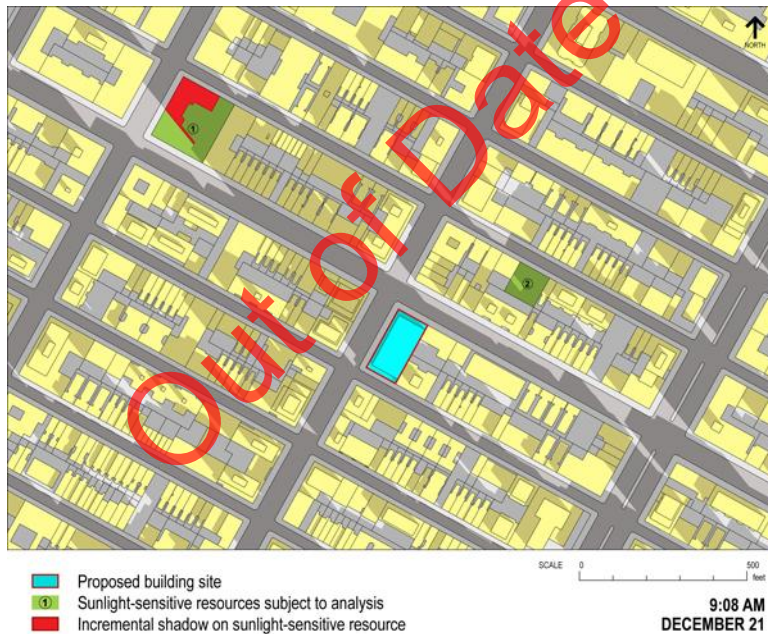 NORTH
①
②
Out of Date
SCALE 0 500
feet
Proposed building site
① Sunlight-sensitive resources subject to analysis
Incremental shadow on sunlight-sensitive resource
9:08 AM
DECEMBER 21